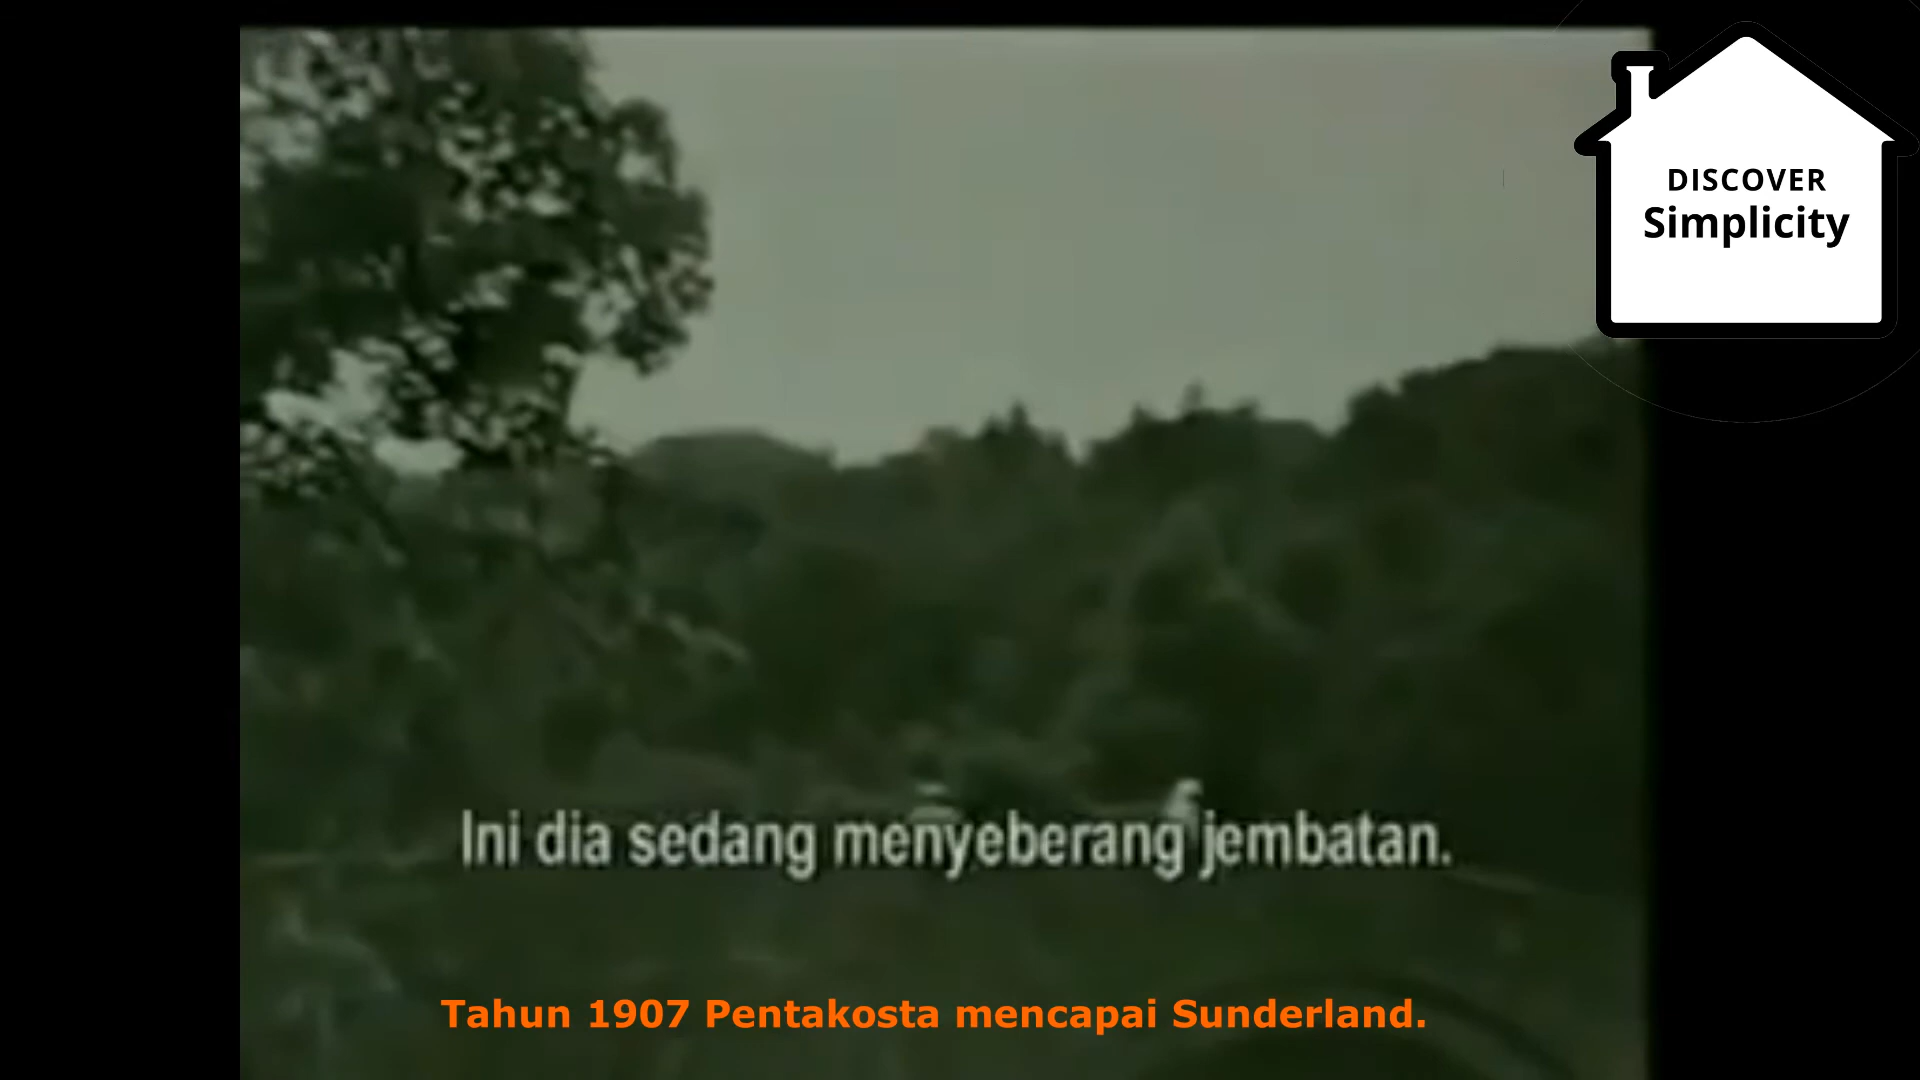 DISCOVER
Simplicity
Ini dia sedang menyeberang jembatan.
Tahun 1907 Pentakosta mencapai Sunderland.